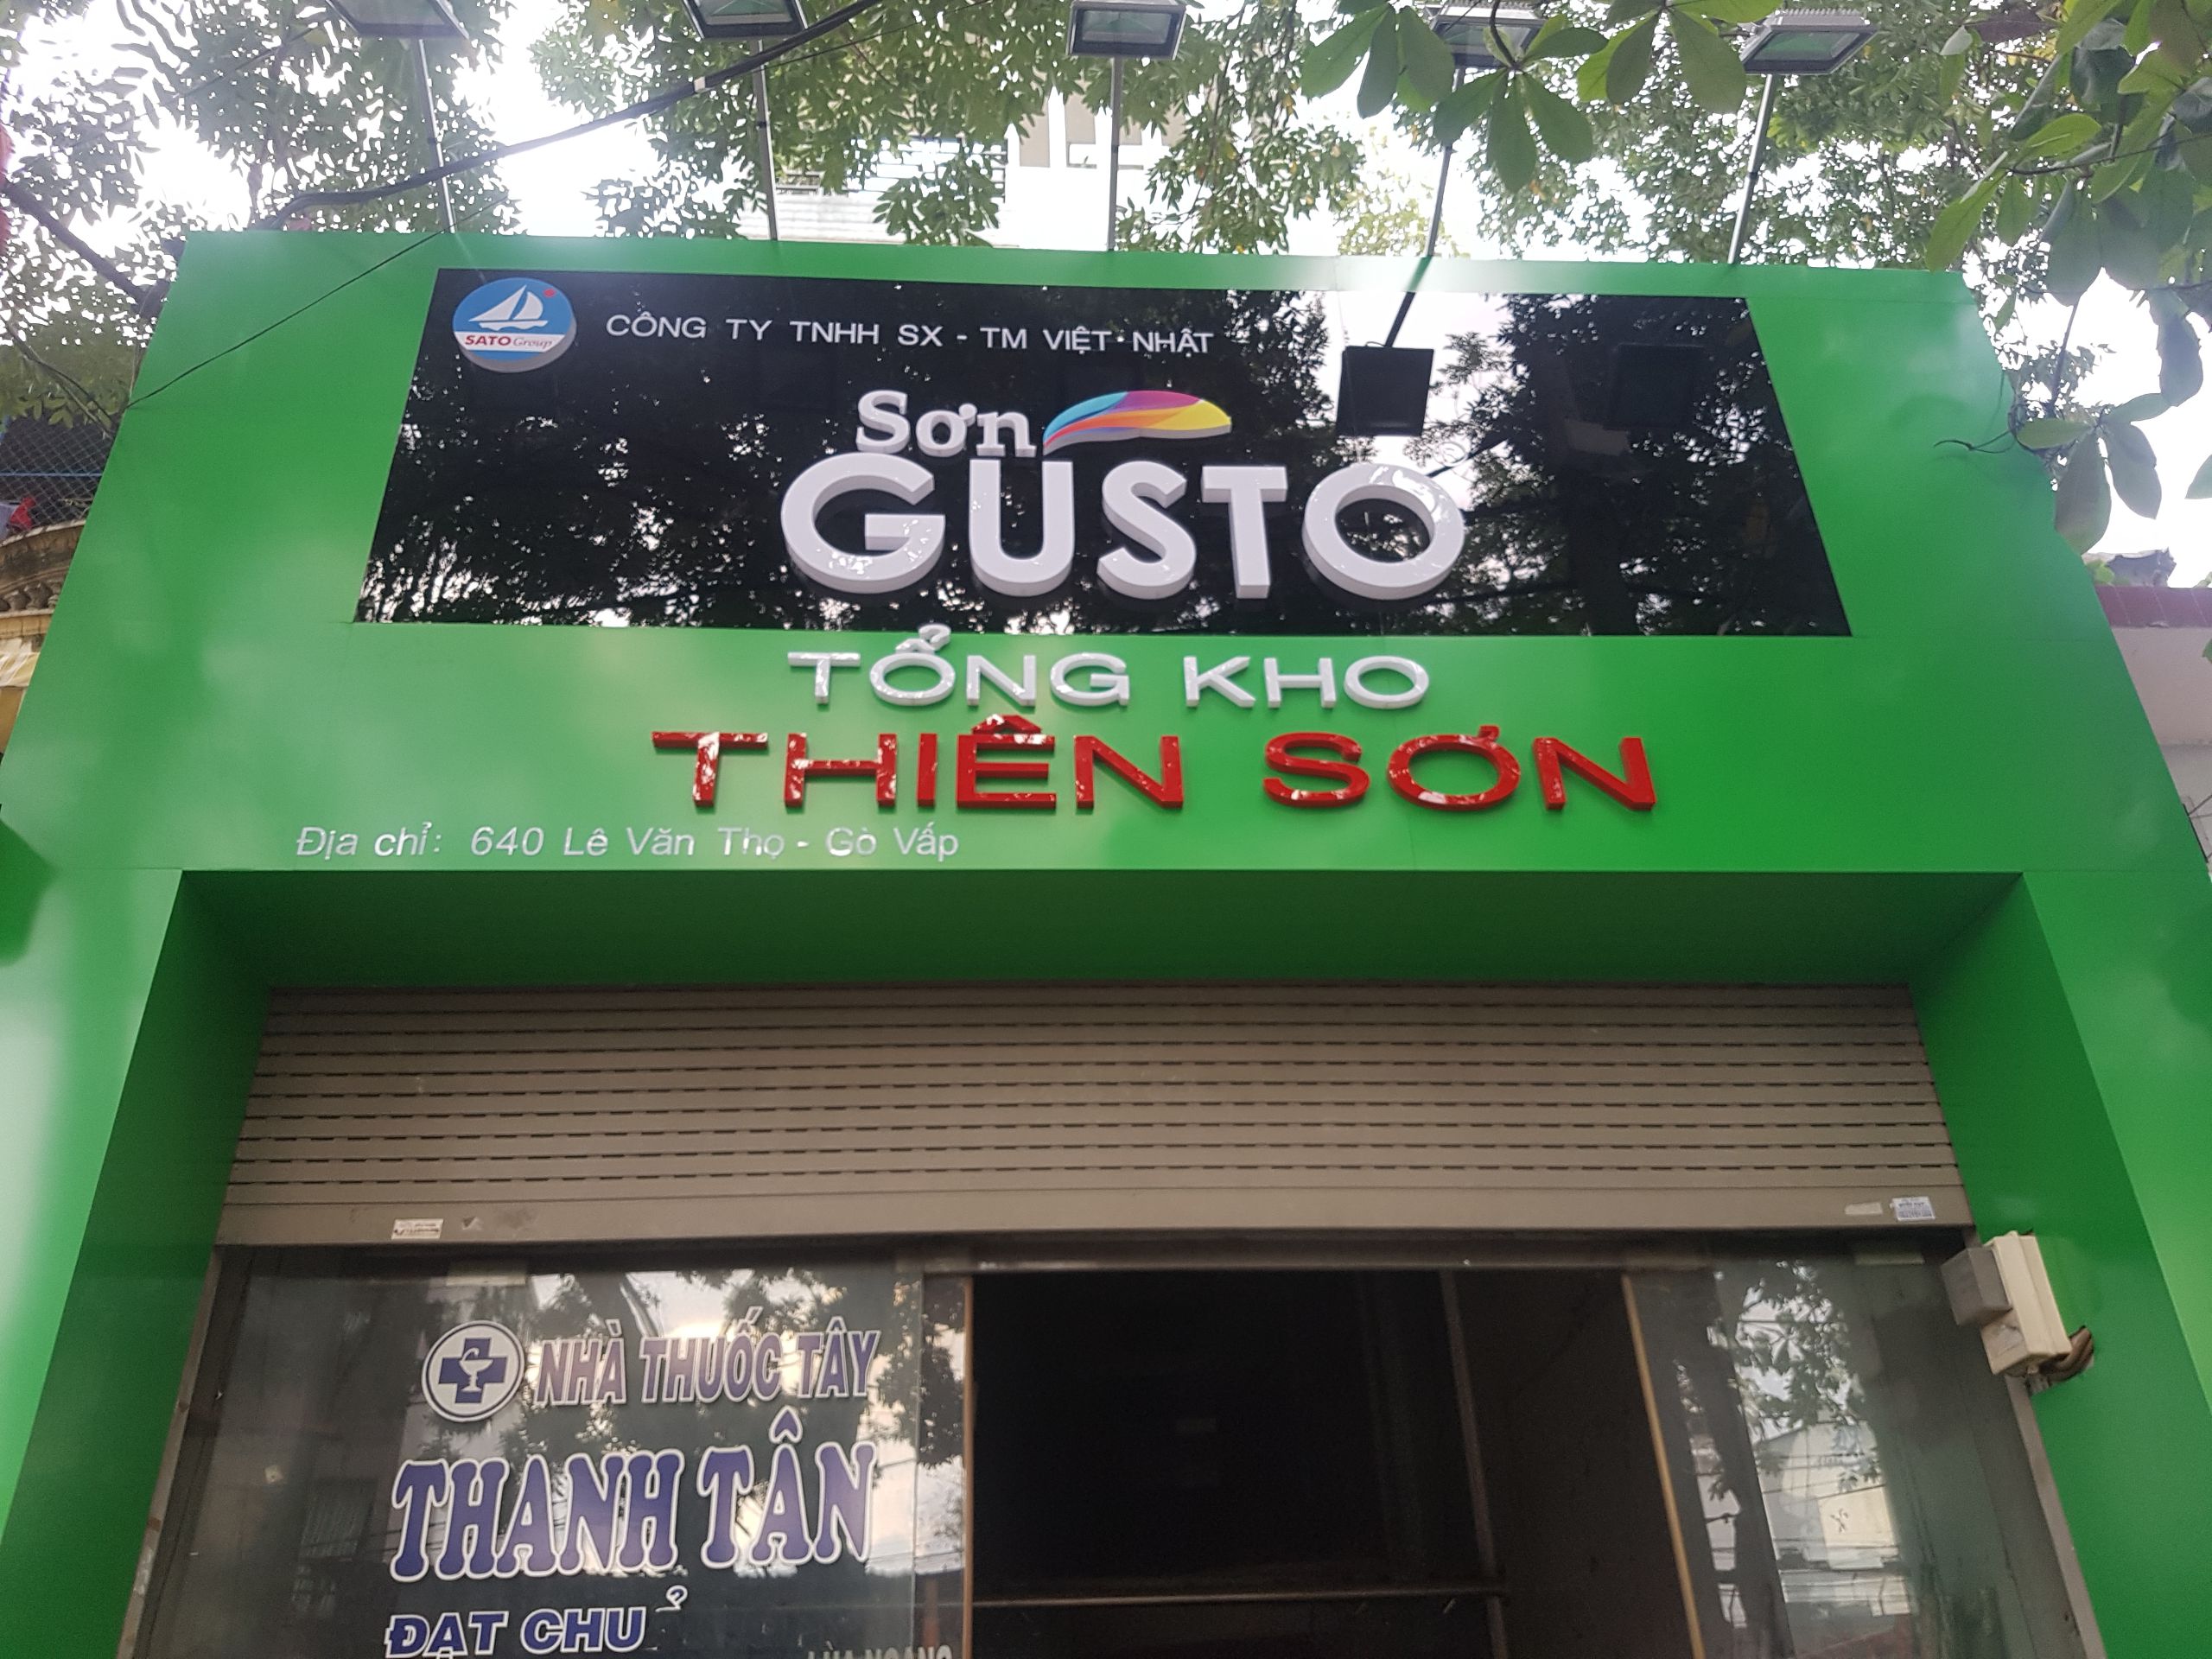 SATO Group
CÔNG TY TNHH SX - TM VIỆT - NHẬT
Sơn
GUSTO
TỔNG KHO
THIÊN SƠN
Địa chỉ: 640 Lê Văn Thọ - Gò Vấp
NHÀ THUỐC TÂY
THANH TÂN
ĐẠT CHUẨN